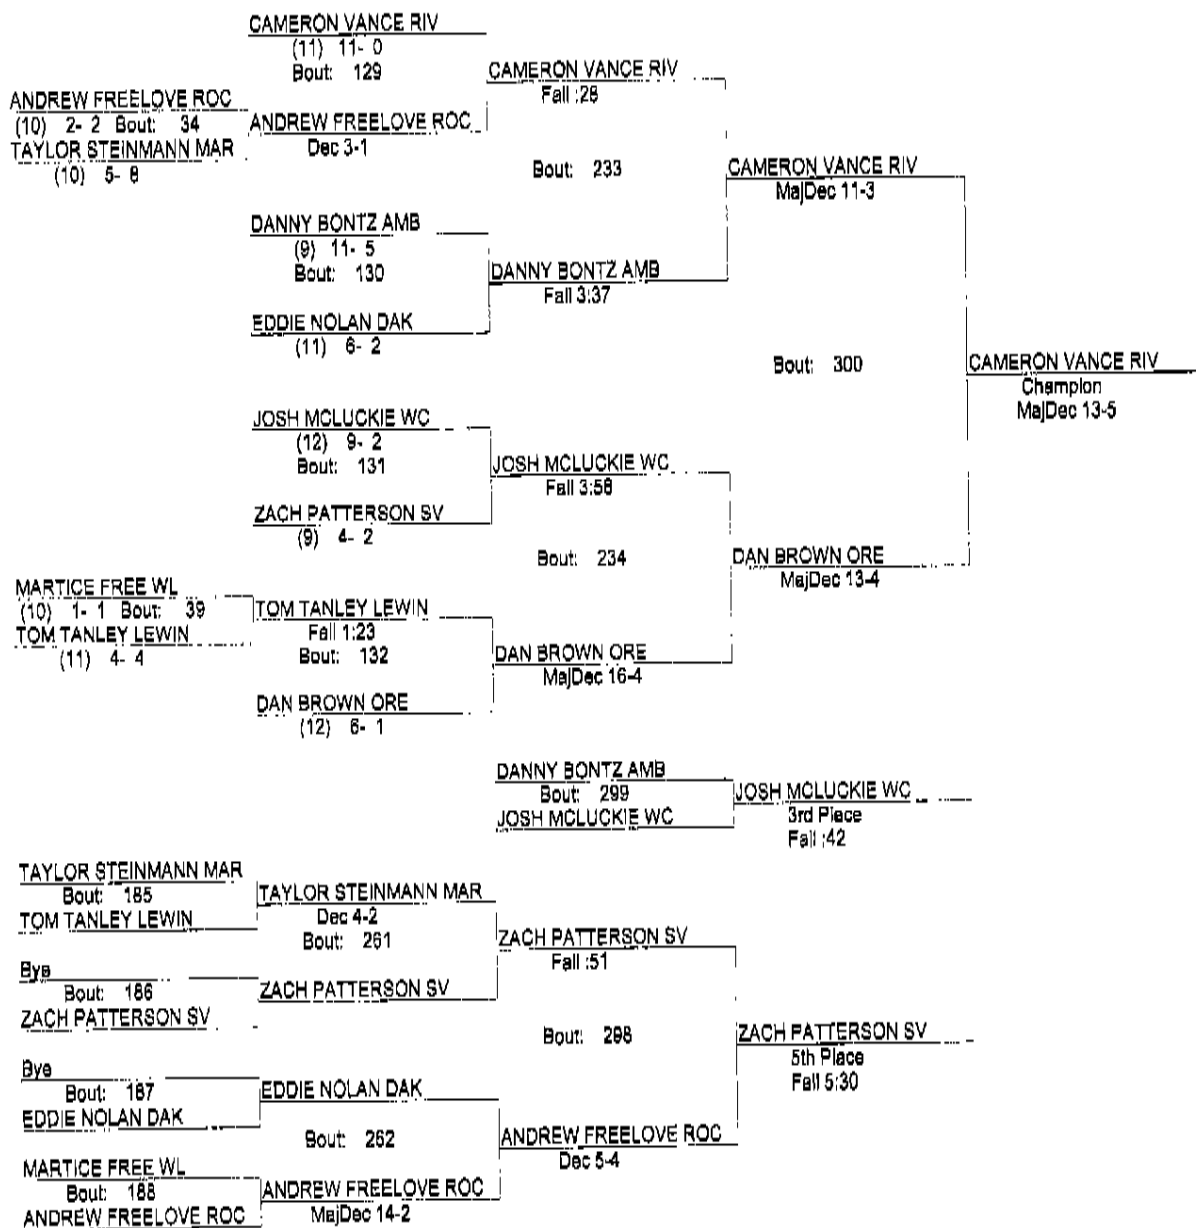 CAMERON VANCE RIV
(11) 11- 0
Bout: 129
CAMERON VANCE RIV
Fall :28
ANDREW FREELOVE ROC
(10) 2- 2 Bout: 34
ANDREW FREELOVE ROC
Dec 3-1
TAYLOR STEINMANN MAR
(10) 5- 8
Bout: 233
CAMERON VANCE RIV
MajDec 11-3
DANNY BONTZ AMB
(9) 11- 5
Bout: 130
DANNY BONTZ AMB
Fall 3:37
EDDIE NOLAN DAK
(11) 6- 2
Bout: 300
CAMERON VANCE RIV
Champion
MajDec 13-5
JOSH MCLUCKIE WC
(12) 9- 2
Bout: 131
JOSH MCLUCKIE WC
Fall 3:58
ZACH PATTERSON SV
(9) 4- 2
Bout: 234
DAN BROWN ORE
MajDec 13-4
MARTICE FREE WL
(10) 1- 1 Bout: 39
TOM TANLEY LEWIN
Fall 1:23
Bout: 132
TOM TANLEY LEWIN
(11) 4- 4
DAN BROWN ORE
MajDec 16-4
DAN BROWN ORE
(12) 6- 1
DANNY BONTZ AMB
Bout: 299
JOSH MCLUCKIE WC
JOSH MCLUCKIE WC
3rd Place
Fall :42
TAYLOR STEINMANN MAR
Bout: 185
TOM TANLEY LEWIN
TAYLOR STEINMANN MAR
Dec 4-2
Bout: 261
ZACH PATTERSON SV
Fall :51
Bye
Bout: 186
ZACH PATTERSON SV
ZACH PATTERSON SV
Bout: 298
ZACH PATTERSON SV
5th Place
Fall 5:30
Bye
Bout: 187
EDDIE NOLAN DAK
EDDIE NOLAN DAK
Bout: 262
ANDREW FREELOVE ROC
Dec 5-4
MARTICE FREE WL
Bout: 188
ANDREW FREELOVE ROC
ANDREW FREELOVE ROC
MajDec 14-2